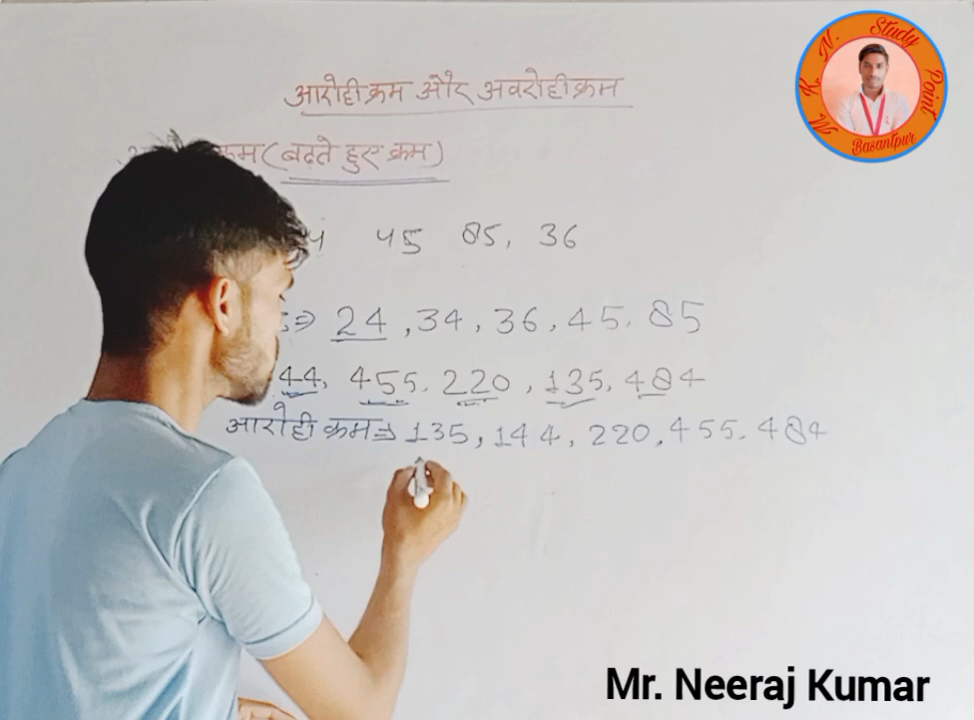 M. K. N. Study Point
Basantpur
आरोही क्रम और अवरोही क्रम
क्रम (बढ़ते हुए क्रम)
45 85, 36
⇒ 24, 34, 36, 45, 85
44, 455, 220, 135, 484
आरोही क्रम ⇒ 135, 144, 220, 455, 484
Mr. Neeraj Kumar